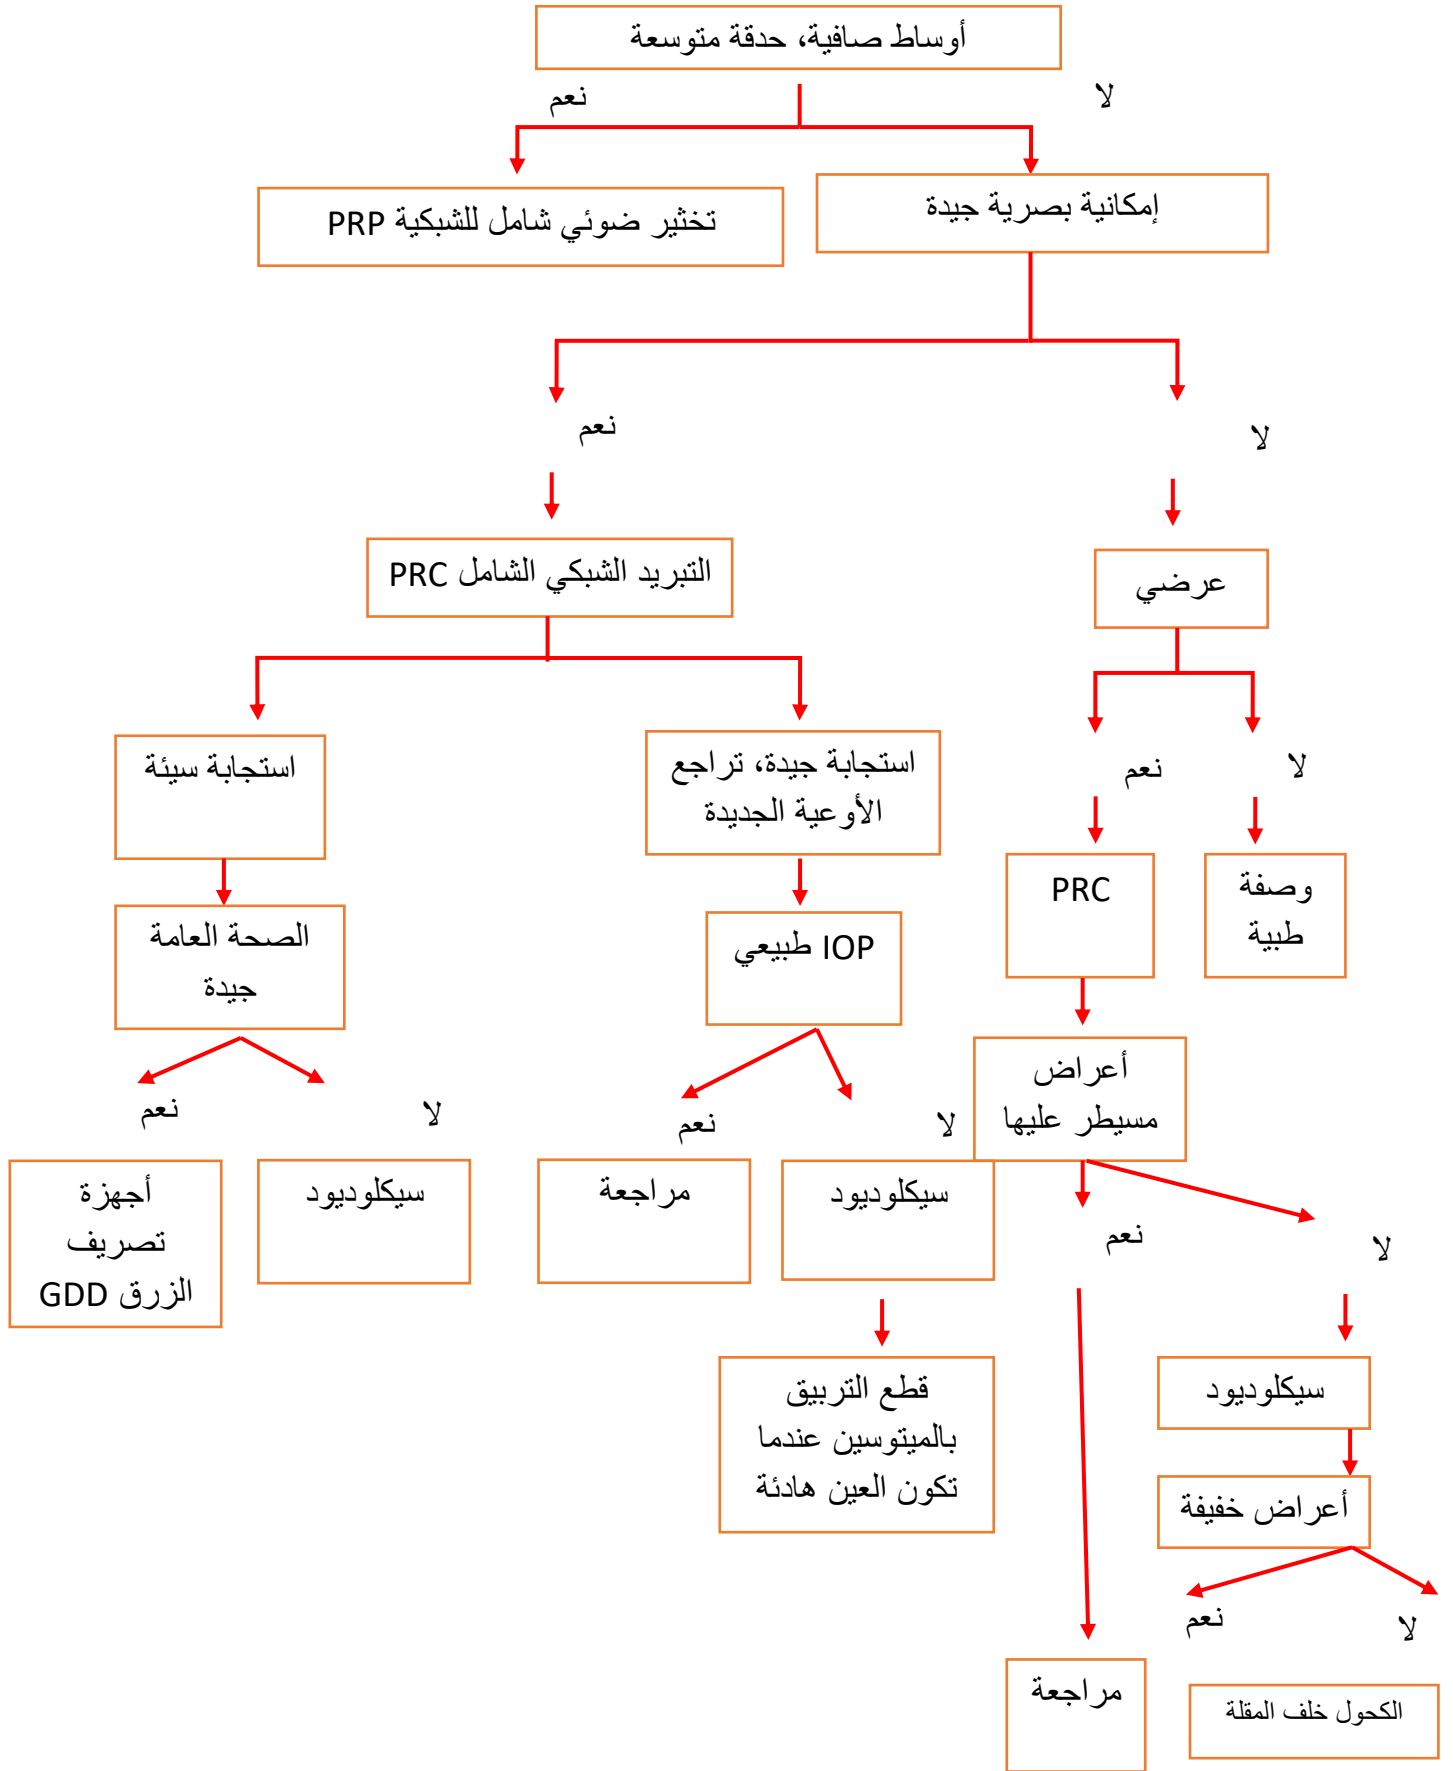 أوساط صافية، حدقة متوسعة
لا
نعم
إمكانية بصرية جيدة
تخثير ضوئي شامل للشبكية PRP
نعم
لا
التبريد الشبكي الشامل PRC
عرضي
استجابة جيدة، تراجع
الأوعية الجديدة
استجابة سيئة
لا
نعم
وصفة
طبية
PRC
IOP طبيعي
الصحة العامة
جيدة
أعراض
مسيطر عليها
لا
نعم
لا
نعم
سيكلوديود
مراجعة
سيكلوديود
أجهزة
تصريف
الزرق GDD
نعم
لا
قطع التربيق
بالميتوسين عندما
تكون العين هادئة
سيكلوديود
أعراض خفيفة
نعم
لا
مراجعة
الكحول خلف المقلة